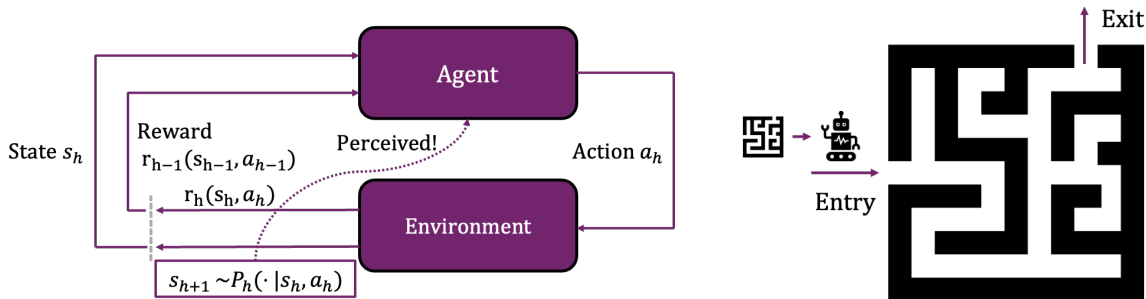 Agent
Reward
r_{h−1}(s_{h−1}, a_{h−1})
Perceived!
State s_h
Action a_h
r_h(s_h, a_h)
Environment
s_{h+1} ~P_h(· |s_h, a_h)
Exit
Entry